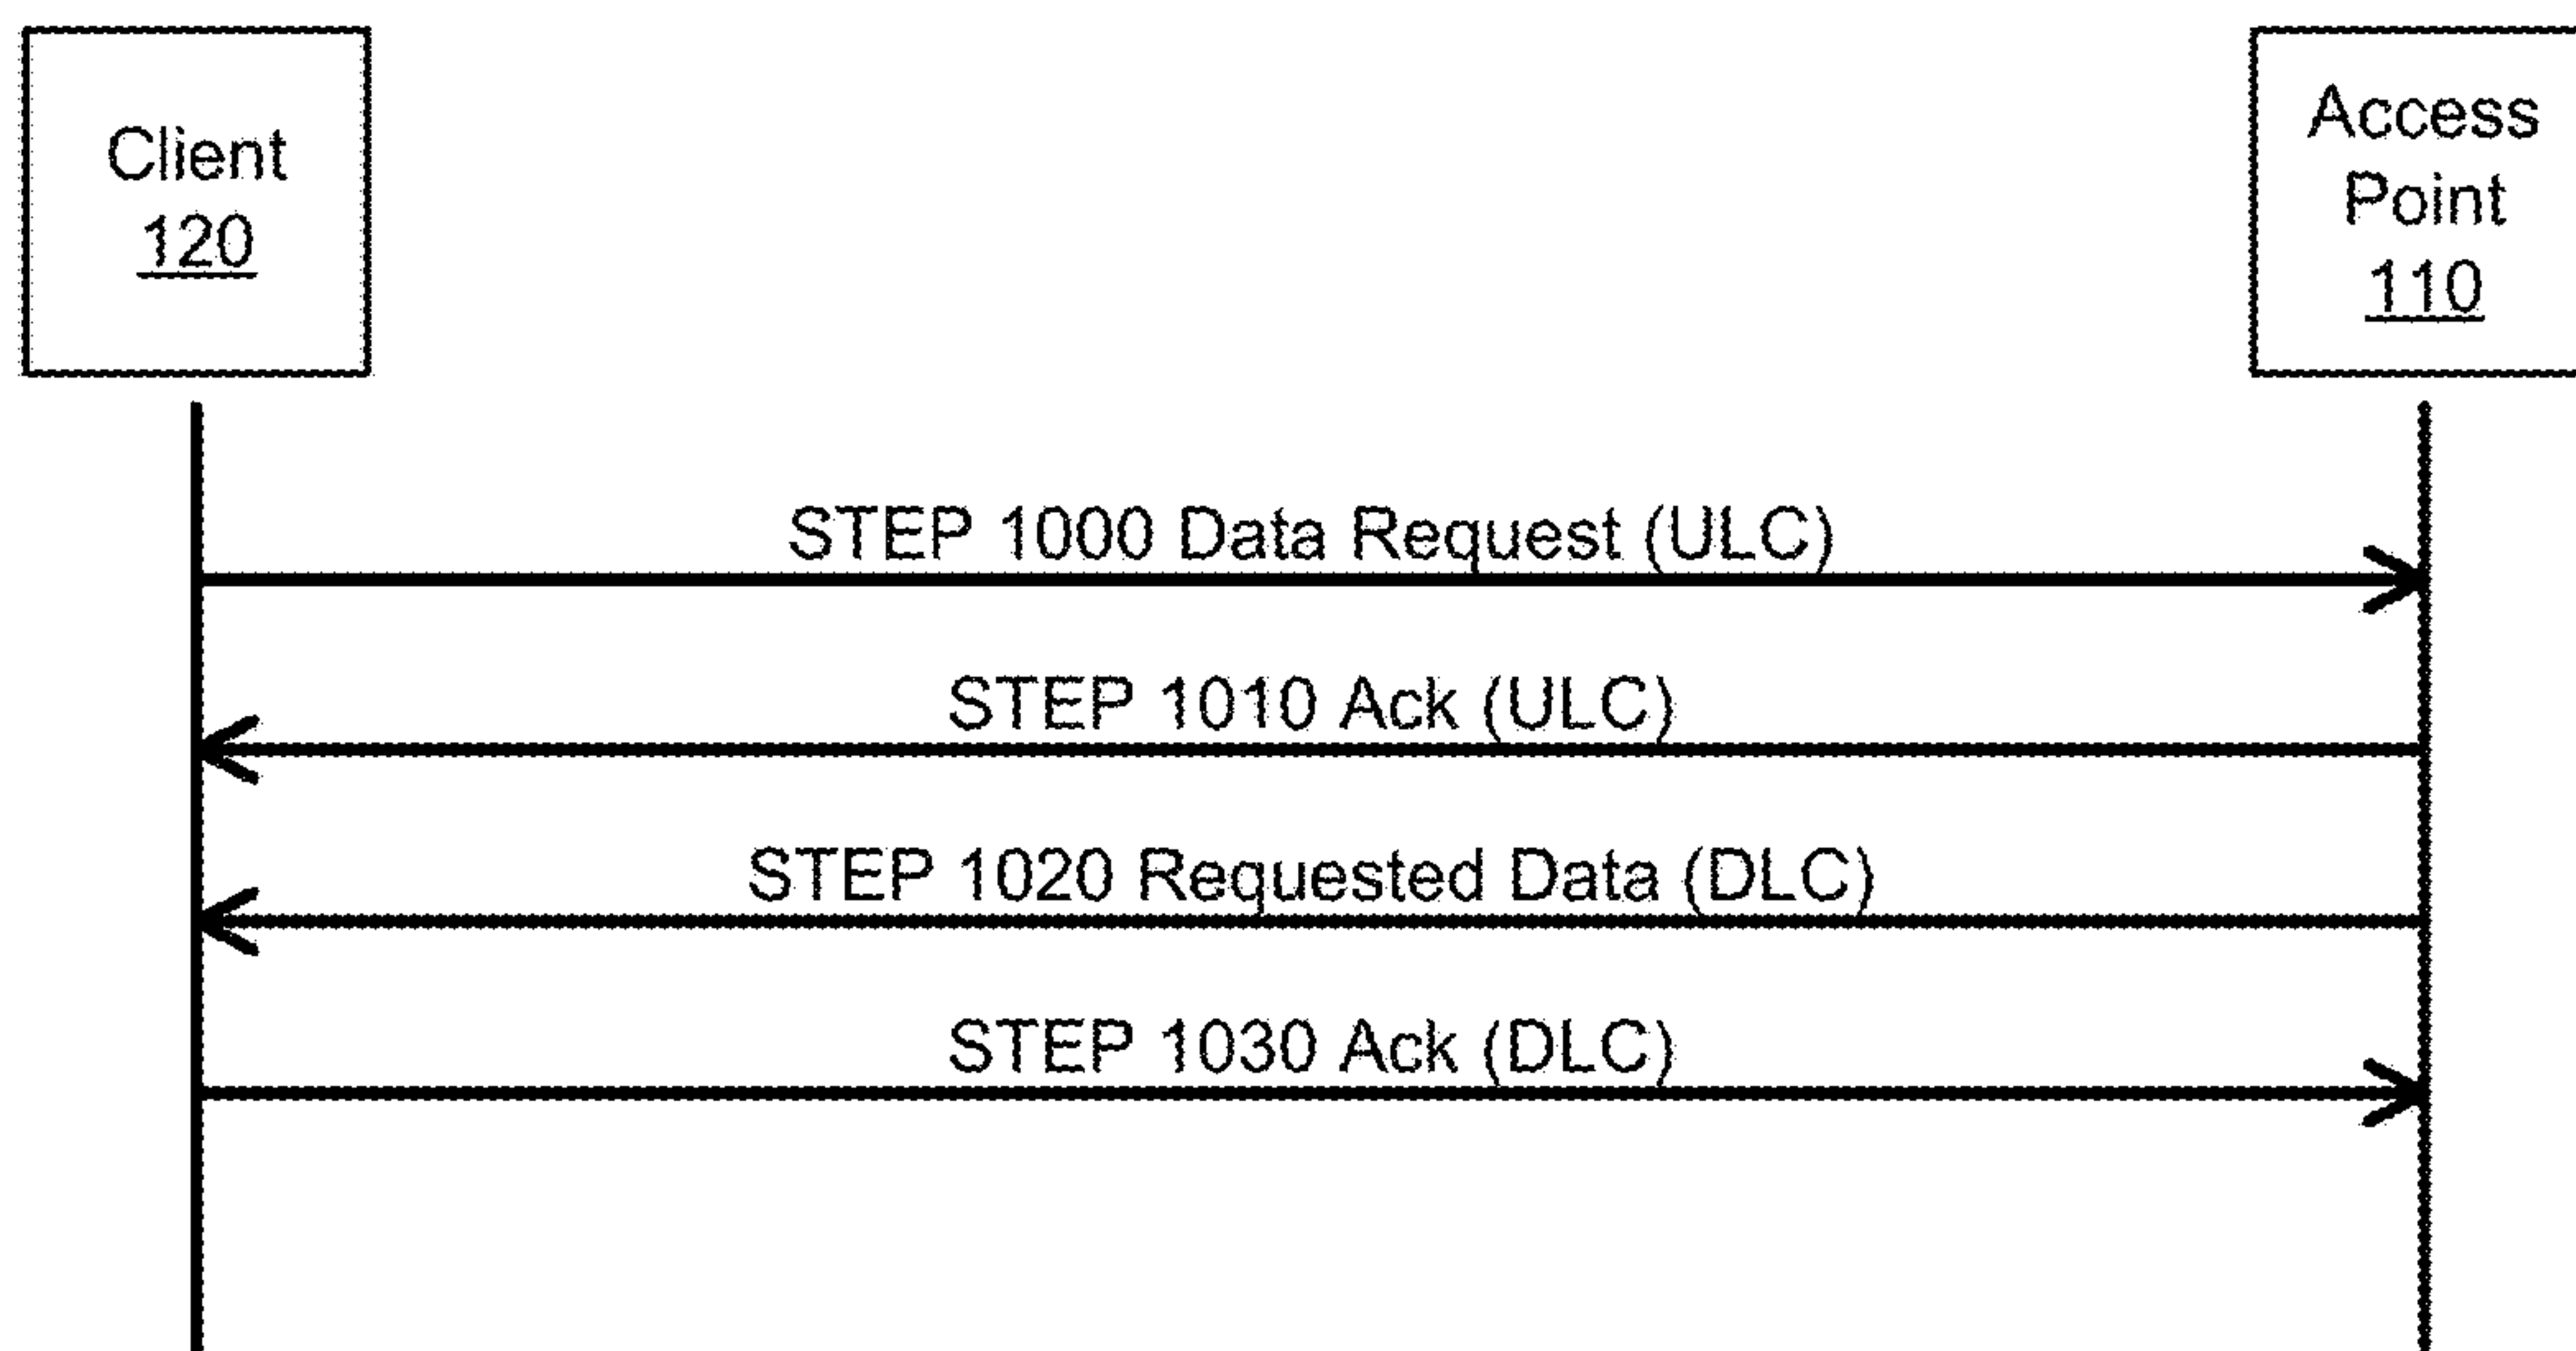 Client
120
Access
Point
110
STEP 1000 Data Request (ULC)
STEP 1010 Ack (ULC)
STEP 1020 Requested Data (DLC)
STEP 1030 Ack (DLC)